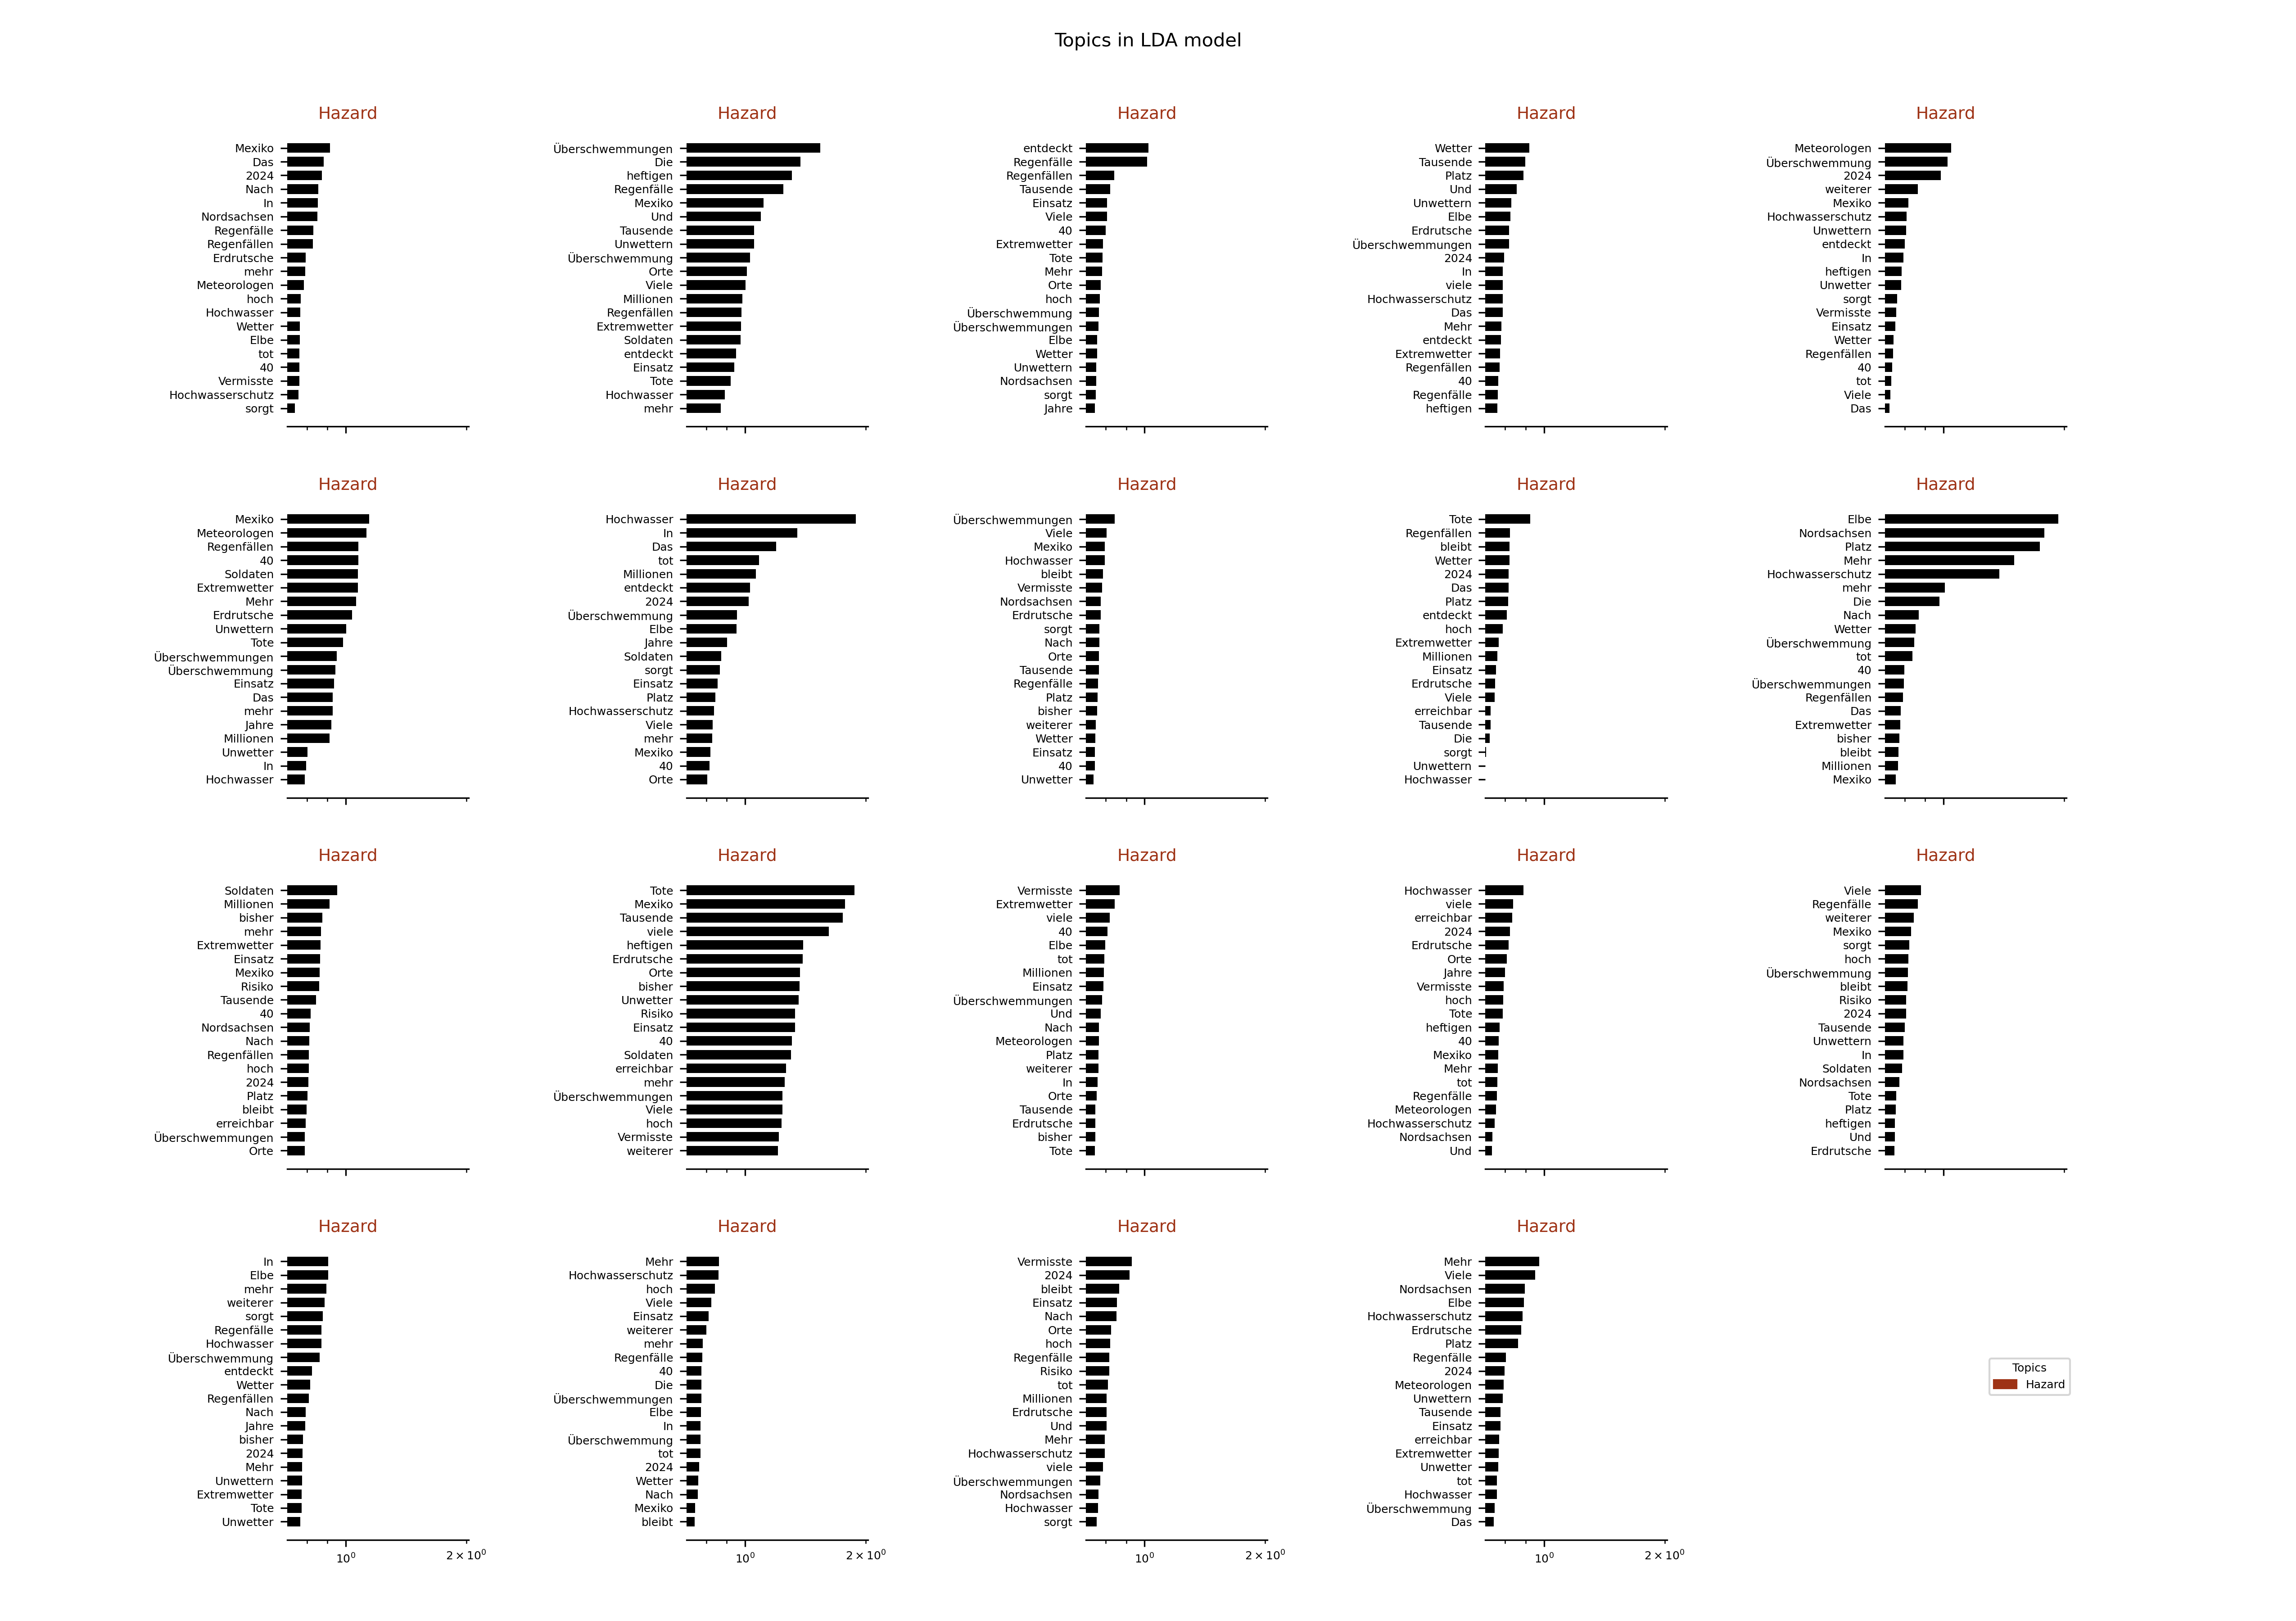 Topics in LDA model
Hazard
Mexiko
Das
2024
Nach
In
Nordsachsen
Regenfälle
Regenfällen
Erdrutsche
mehr
Meteorologen
hoch
Hochwasser
Wetter
Elbe
tot
40
Vermisste
Hochwasserschutz
sorgt
Hazard
Überschwemmungen
Die
heftigen
Regenfälle
Mexiko
Und
Tausende
Unwettern
Überschwemmung
Orte
Viele
Millionen
Regenfällen
Extremwetter
Soldaten
entdeckt
Einsatz
Tote
Hochwasser
mehr
Hazard
entdeckt
Regenfälle
Regenfällen
Tausende
Einsatz
Viele
40
Extremwetter
Tote
Mehr
Orte
hoch
Überschwemmung
Überschwemmungen
Elbe
Wetter
Unwettern
Nordsachsen
sorgt
Jahre
Hazard
Wetter
Tausende
Platz
Und
Unwettern
Elbe
Erdrutsche
Überschwemmungen
2024
In
viele
Hochwasserschutz
Das
Mehr
entdeckt
Extremwetter
Regenfällen
40
Regenfälle
heftigen
Hazard
Meteorologen
Überschwemmung
2024
weiterer
Mexiko
Hochwasserschutz
Unwettern
entdeckt
In
heftigen
Unwetter
sorgt
Vermisste
Einsatz
Wetter
Regenfällen
40
tot
Viele
Das
Hazard
Mexiko
Meteorologen
Regenfällen
40
Soldaten
Extremwetter
Mehr
Erdrutsche
Unwettern
Tote
Überschwemmungen
Überschwemmung
Einsatz
Das
mehr
Jahre
Millionen
Unwetter
In
Hochwasser
Hazard
Hochwasser
In
Das
tot
Millionen
entdeckt
2024
Überschwemmung
Elbe
Jahre
Soldaten
sorgt
Einsatz
Platz
Hochwasserschutz
Viele
mehr
Mexiko
40
Orte
Hazard
Überschwemmungen
Viele
Mexiko
Hochwasser
bleibt
Vermisste
Nordsachsen
Erdrutsche
sorgt
Nach
Orte
Tausende
Regenfälle
Platz
bisher
weiterer
Wetter
Einsatz
40
Unwetter
Hazard
Tote
Regenfällen
bleibt
Wetter
2024
Das
Platz
entdeckt
hoch
Extremwetter
Millionen
Einsatz
Erdrutsche
Viele
erreichbar
Tausende
Die
sorgt
Unwettern
Hochwasser
Hazard
Elbe
Nordsachsen
Platz
Mehr
Hochwasserschutz
mehr
Die
Nach
Wetter
Überschwemmung
tot
40
Überschwemmungen
Regenfällen
Das
Extremwetter
bisher
bleibt
Millionen
Mexiko
Hazard
Soldaten
Millionen
bisher
mehr
Extremwetter
Einsatz
Mexiko
Risiko
Tausende
40
Nordsachsen
Nach
Regenfällen
hoch
2024
Platz
bleibt
erreichbar
Überschwemmungen
Orte
Hazard
Tote
Mexiko
Tausende
viele
heftigen
Erdrutsche
Orte
bisher
Unwetter
Risiko
Einsatz
40
Soldaten
erreichbar
mehr
Überschwemmungen
Viele
hoch
Vermisste
weiterer
Hazard
Vermisste
Extremwetter
viele
40
Elbe
tot
Millionen
Einsatz
Überschwemmungen
Und
Nach
Meteorologen
Platz
weiterer
In
Orte
Tausende
Erdrutsche
bisher
Tote
Hazard
Hochwasser
viele
erreichbar
2024
Erdrutsche
Orte
Jahre
Vermisste
hoch
Tote
heftigen
40
Mexiko
Mehr
tot
Regenfälle
Meteorologen
Hochwasserschutz
Nordsachsen
Und
Hazard
Viele
Regenfälle
weiterer
Mexiko
sorgt
hoch
Überschwemmung
bleibt
Risiko
2024
Tausende
Unwettern
In
Soldaten
Nordsachsen
Tote
Platz
heftigen
Und
Erdrutsche
Hazard
In
Elbe
mehr
weiterer
sorgt
Regenfälle
Hochwasser
Überschwemmung
entdeckt
Wetter
Regenfällen
Nach
Jahre
bisher
2024
Mehr
Unwettern
Extremwetter
Tote
Unwetter
10⁰
2 × 10⁰
Hazard
Mehr
Hochwasserschutz
hoch
Viele
Einsatz
weiterer
mehr
Regenfälle
40
Die
Überschwemmungen
Elbe
In
Überschwemmung
tot
2024
Wetter
Nach
Mexiko
bleibt
10⁰
2 × 10⁰
Hazard
Vermisste
2024
bleibt
Einsatz
Nach
Orte
hoch
Regenfälle
Risiko
tot
Millionen
Erdrutsche
Und
Mehr
Hochwasserschutz
viele
Überschwemmungen
Nordsachsen
Hochwasser
sorgt
10⁰
2 × 10⁰
Hazard
Mehr
Viele
Nordsachsen
Elbe
Hochwasserschutz
Erdrutsche
Platz
Regenfälle
2024
Meteorologen
Unwettern
Tausende
Einsatz
erreichbar
Extremwetter
Unwetter
tot
Hochwasser
Überschwemmung
Das
10⁰
2 × 10⁰
Topics
Hazard